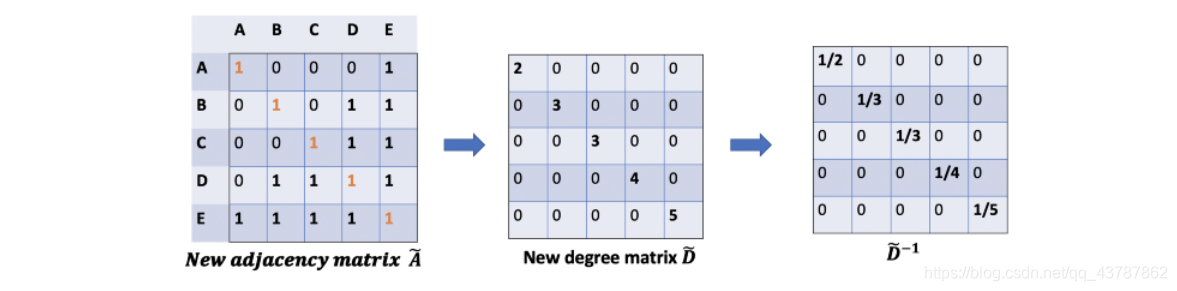 A B C D E
A 1 0 0 0 1
B 0 1 0 1 1
C 0 0 1 1 1
D 0 1 1 1 1
E 1 1 1 1 1
New adjacency matrix Ã
2 0 0 0 0
0 3 0 0 0
0 0 3 0 0
0 0 0 4 0
0 0 0 0 5
New degree matrix D̃
1/2 0 0 0 0
0 1/3 0 0 0
0 0 1/3 0 0
0 0 0 1/4 0
0 0 0 0 1/5
D̃⁻¹
https://blog.csdn.net/qq_43787862